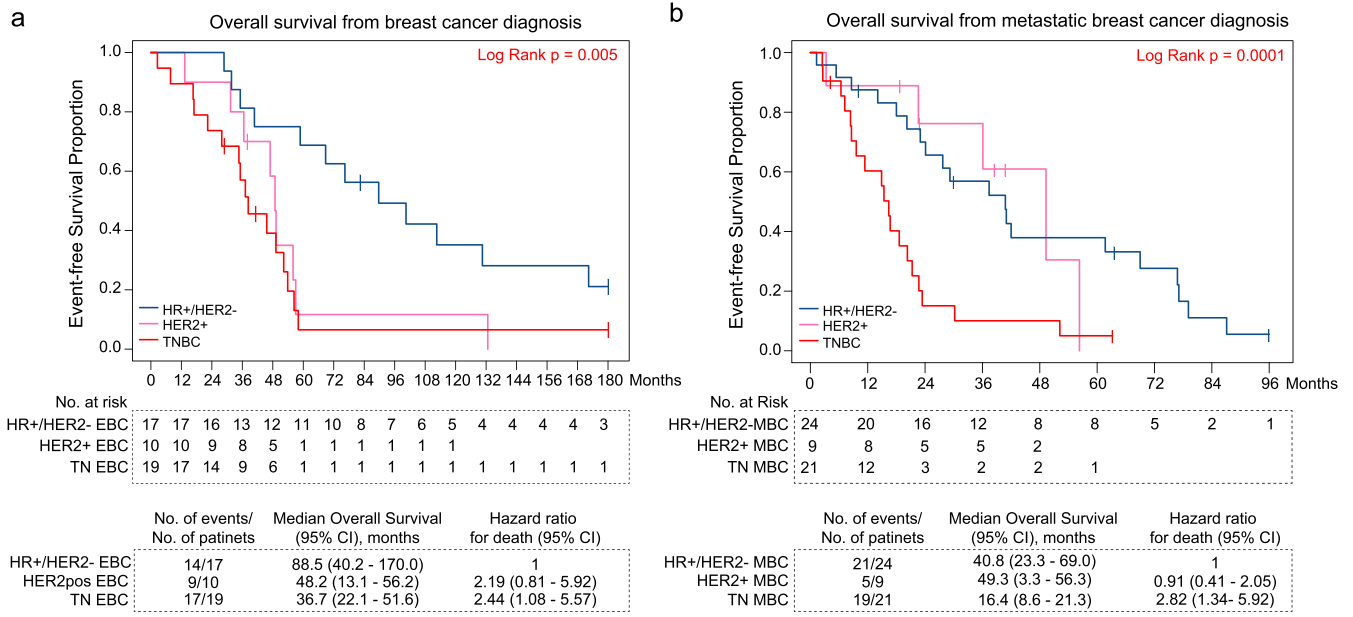 a
Overall survival from breast cancer diagnosis
Log Rank p = 0.005
Event-free Survival Proportion
1.0
0.8
0.6
0.4
0.2
0.0
HR+/HER2-
HER2+
TNBC
0 12 24 36 48 60 72 84 96 108 120 132 144 156 168 180 Months
No. at risk
HR+/HER2- EBC 17 17 16 13 12 11 10 8 7 6 5 4 4 4 4 3
HER2+ EBC 10 10 9 8 5 1 1 1 1 1 1
TN EBC 19 17 14 9 6 1 1 1 1 1 1 1 1 1 1 1
No. of events/ Median Overall Survival Hazard ratio
No. of patinets (95% CI), months for death (95% CI)
HR+/HER2- EBC 14/17 88.5 (40.2 - 170.0) 1
HER2pos EBC 9/10 48.2 (13.1 - 56.2) 2.19 (0.81 - 5.92)
TN EBC 17/19 36.7 (22.1 - 51.6) 2.44 (1.08 - 5.57)
b
Overall survival from metastatic breast cancer diagnosis
Log Rank p = 0.0001
Event-free Survival Proportion
1.0
0.8
0.6
0.4
0.2
0.0
HR+/HER2-
HER2+
TNBC
0 12 24 36 48 60 72 84 96 Months
No. at Risk
HR+/HER2-MBC 24 20 16 12 8 8 5 2 1
HER2+ MBC 9 8 5 5 2
TN MBC 21 12 3 2 2 1
No. of events/ Median Overall Survival Hazard ratio
No. of patinets (95% CI), months for death (95% CI)
HR+/HER2- MBC 21/24 40.8 (23.3 - 69.0) 1
HER2+ MBC 5/9 49.3 (3.3 - 56.3) 0.91 (0.41 - 2.05)
TN MBC 19/21 16.4 (8.6 - 21.3) 2.82 (1.34- 5.92)